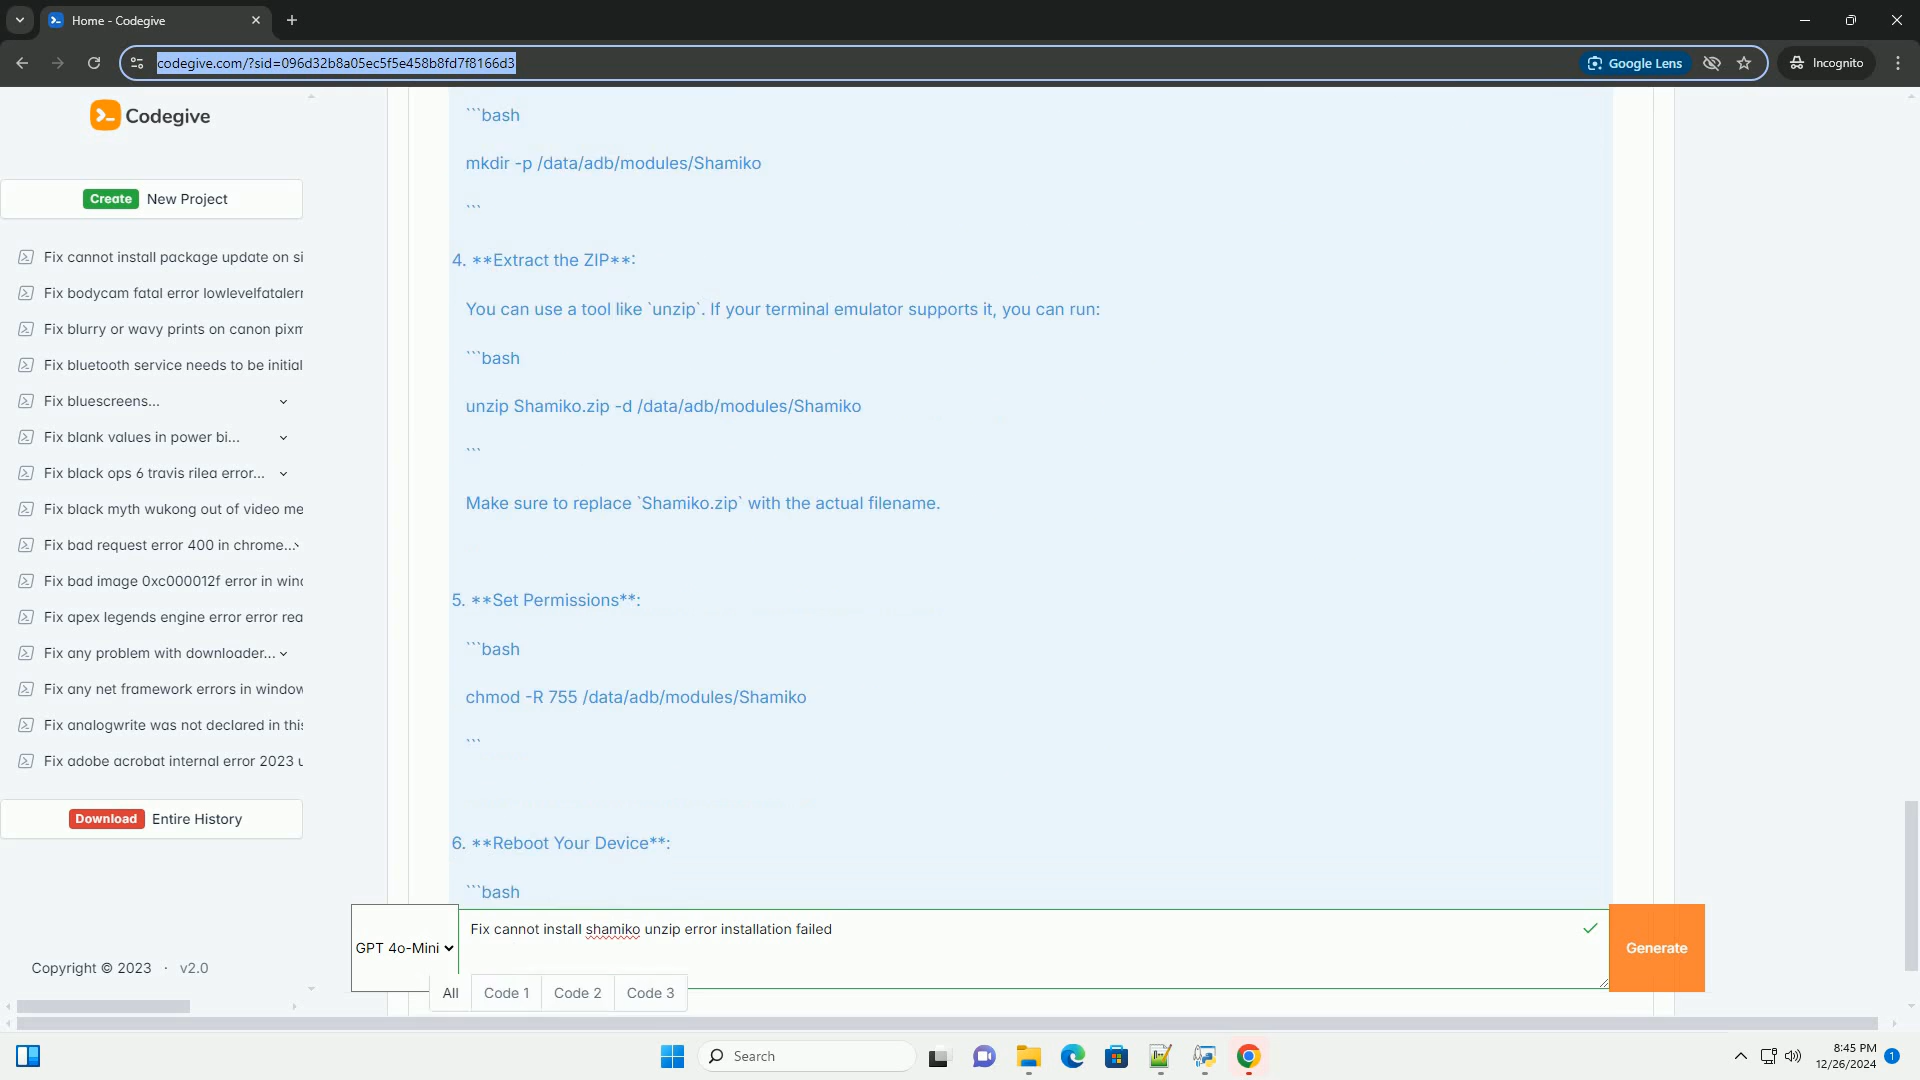 Home - Codegive
codegive.com/?sid=096d32b8a05ec5f5e458b8fd7f8166d3
Google Lens
Incognito
Codegive
Create New Project
Fix cannot install package update on si
Fix bodycam fatal error lowlevelfatalerr
Fix blurry or wavy prints on canon pixm
Fix bluetooth service needs to be initial
Fix bluescreens...
Fix blank values in power bi...
Fix black ops 6 travis rilea error...
Fix black myth wukong out of video me
Fix bad request error 400 in chrome...
Fix bad image 0xc000012f error in wind
Fix apex legends engine error error rea
Fix any problem with downloader...
Fix any net framework errors in window
Fix analogwrite was not declared in this
Fix adobe acrobat internal error 2023 u
Download Entire History
Copyright © 2023 · v2.0
```bash
mkdir -p /data/adb/modules/Shamiko
```
4. **Extract the ZIP**:
You can use a tool like `unzip`. If your terminal emulator supports it, you can run:
```bash
unzip Shamiko.zip -d /data/adb/modules/Shamiko
```
Make sure to replace `Shamiko.zip` with the actual filename.
5. **Set Permissions**:
```bash
chmod -R 755 /data/adb/modules/Shamiko
```
6. **Reboot Your Device**:
```bash
GPT 4o-Mini
Fix cannot install shamiko unzip error installation failed
Generate
All Code 1 Code 2 Code 3
Search
8:45 PM
12/26/2024
1